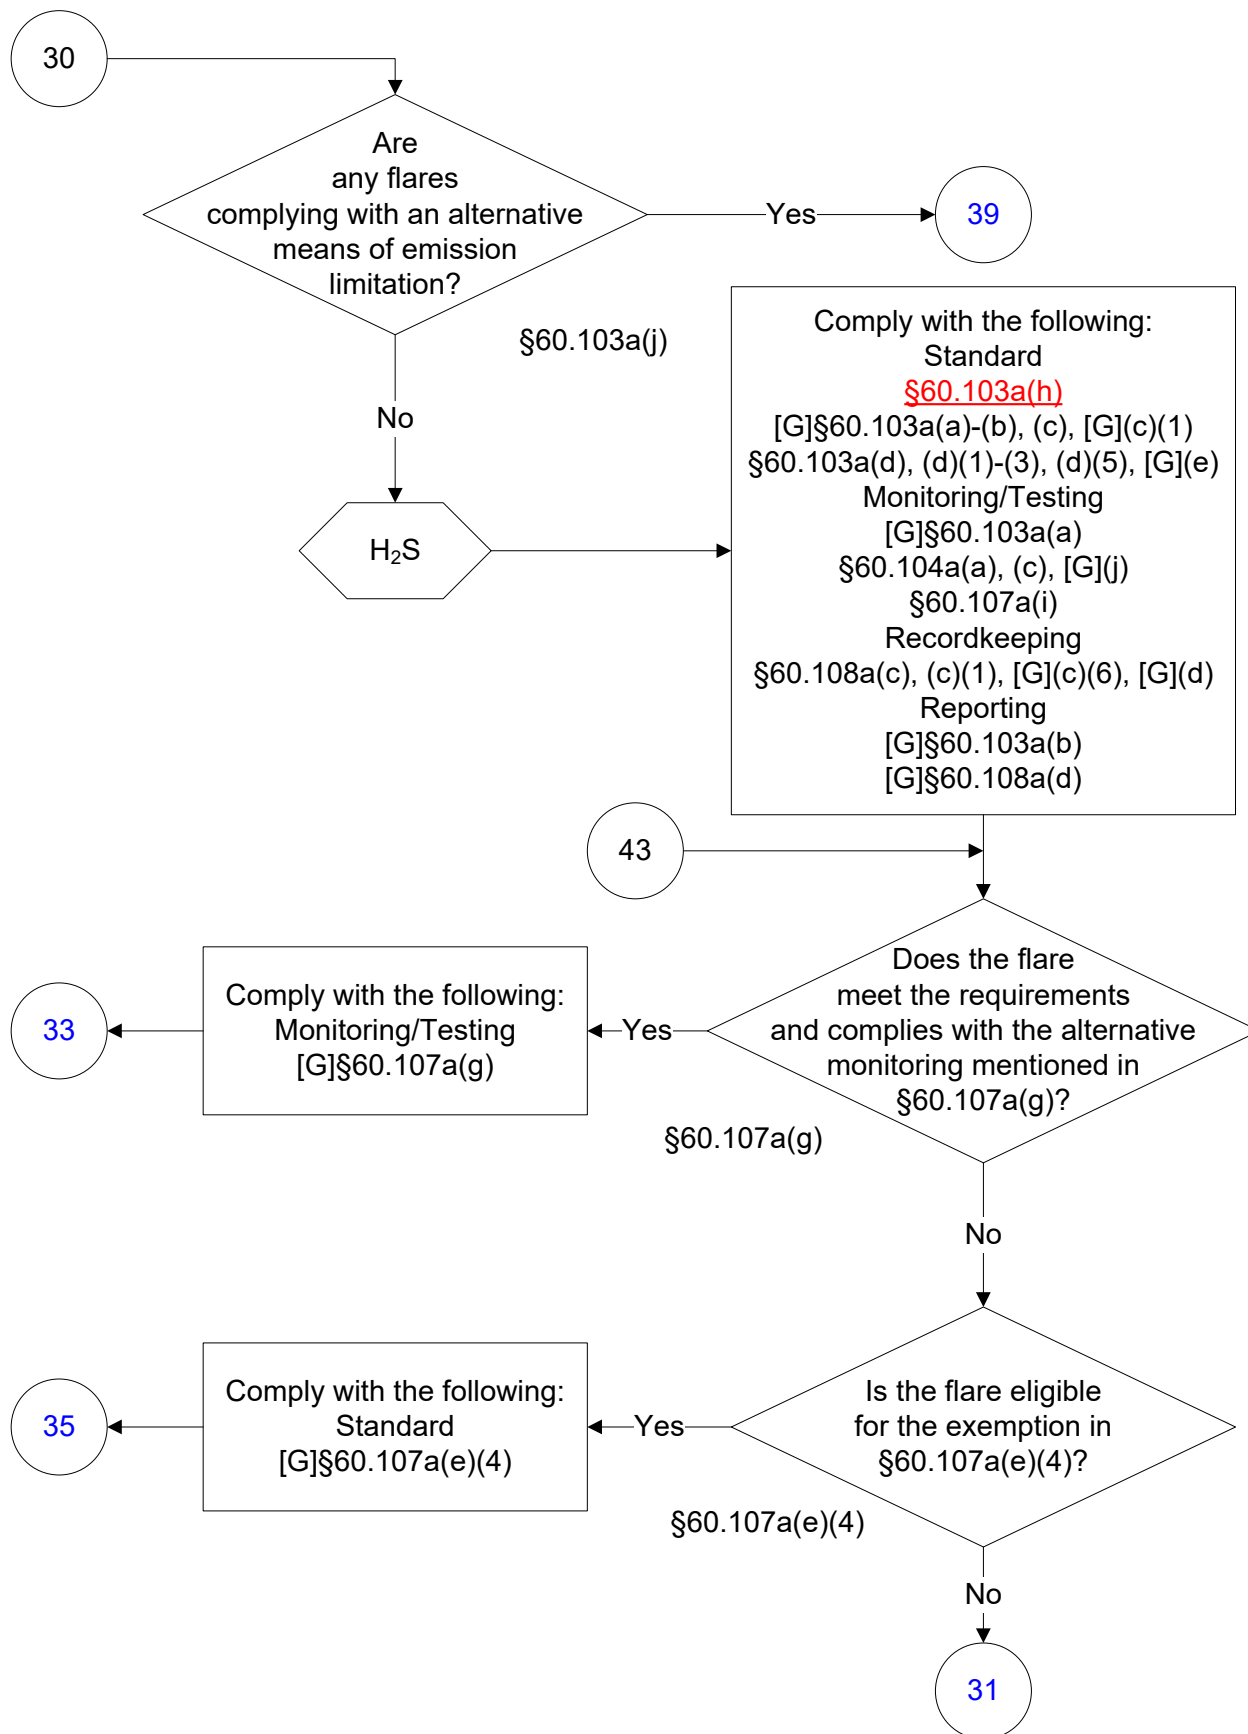 30
Are
any flares
complying with an alternative
means of emission
limitation?
Yes
39
§60.103a(j)
No
H₂S
Comply with the following:
Standard
§60.103a(h)
[G]§60.103a(a)-(b), (c), [G](c)(1)
§60.103a(d), (d)(1)-(3), (d)(5), [G](e)
Monitoring/Testing
[G]§60.103a(a)
§60.104a(a), (c), [G](j)
§60.107a(i)
Recordkeeping
§60.108a(c), (c)(1), [G](c)(6), [G](d)
Reporting
[G]§60.103a(b)
[G]§60.108a(d)
43
Does the flare
meet the requirements
and complies with the alternative
monitoring mentioned in
§60.107a(g)?
Yes
Comply with the following:
Monitoring/Testing
[G]§60.107a(g)
33
§60.107a(g)
No
Is the flare eligible
for the exemption in
§60.107a(e)(4)?
Yes
Comply with the following:
Standard
[G]§60.107a(e)(4)
35
§60.107a(e)(4)
No
31